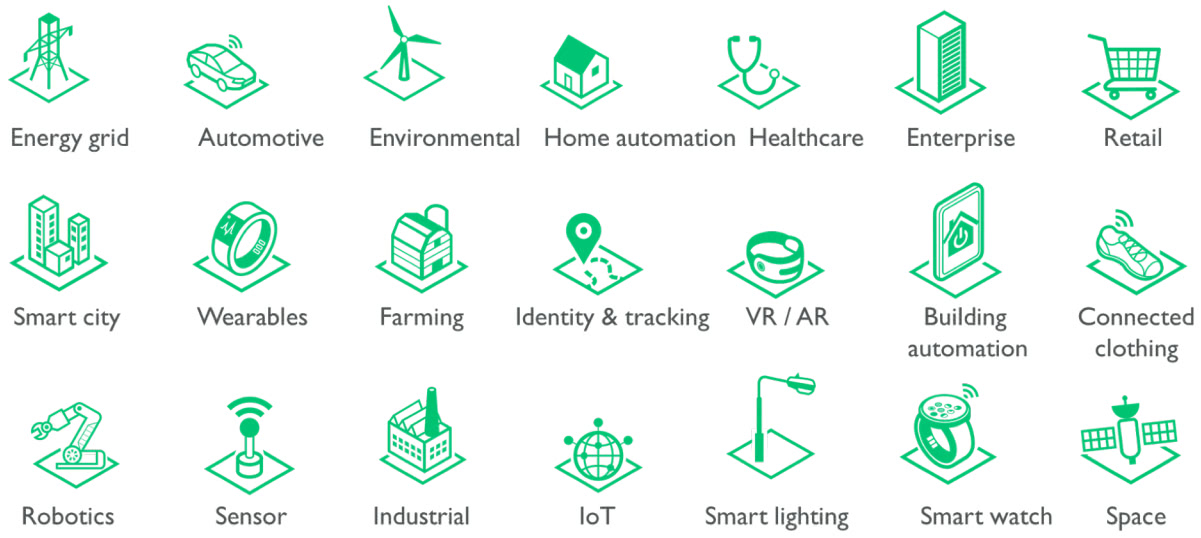 Energy grid
Automotive
Environmental
Home automation
Healthcare
Enterprise
Retail
Smart city
Wearables
Farming
Identity & tracking
VR / AR
Building
automation
Connected
clothing
Robotics
Sensor
Industrial
IoT
Smart lighting
Smart watch
Space